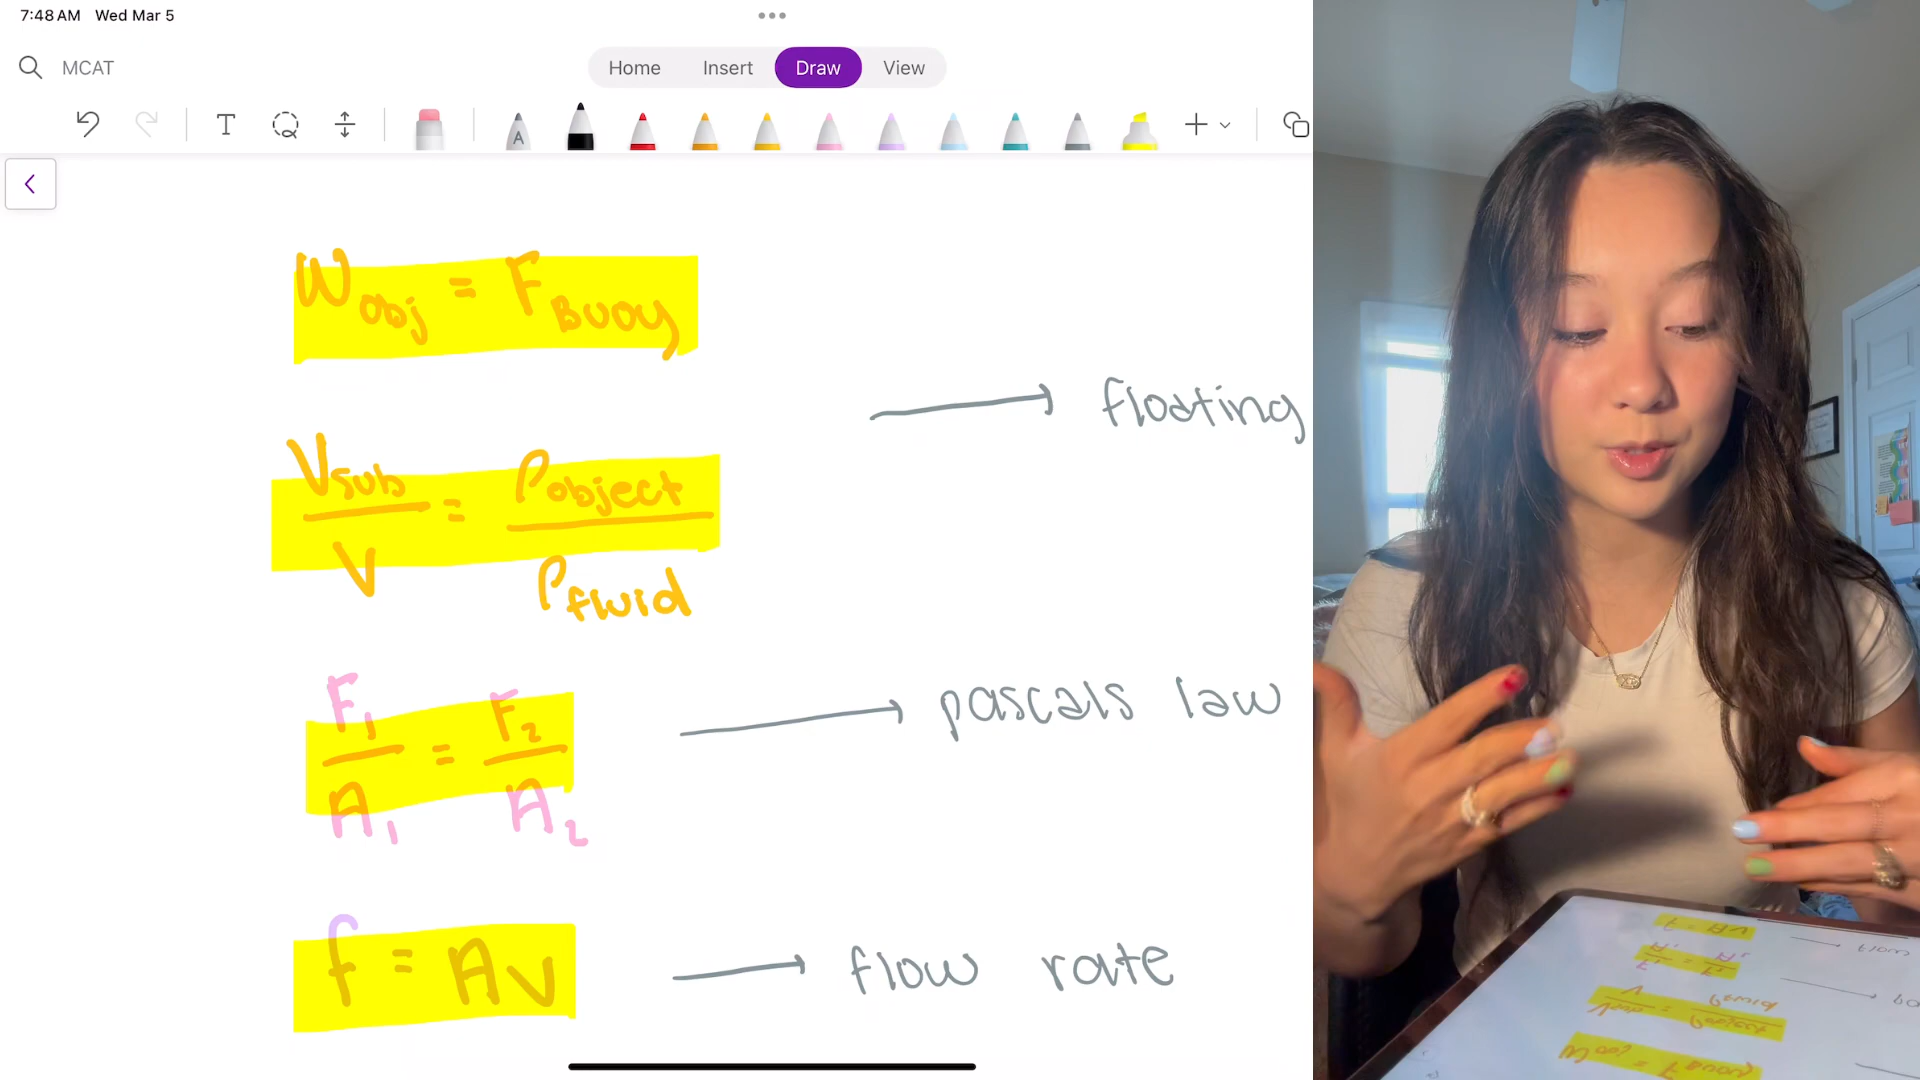 7:48 AM Wed Mar 5
MCAT
Home Insert Draw View
T
A
W obj = F Buoy
floating
Vsub / V = ρobject / ρfluid
F1 / A1 = F2 / A2
pascals law
f = Av
flow rate